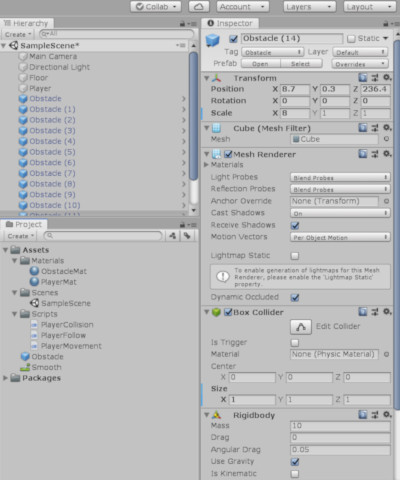 Collab Account Layers Layout
Hierarchy
Create All
SampleScene*
Main Camera
Directional Light
Floor
Player
Obstacle
Obstacle (1)
Obstacle (2)
Obstacle (3)
Obstacle (4)
Obstacle (5)
Obstacle (6)
Obstacle (7)
Obstacle (8)
Obstacle (9)
Obstacle (10)
Obstacle (11)
Project
Create
Assets
Materials
ObstacleMat
PlayerMat
Scenes
SampleScene
Scripts
PlayerCollision
PlayerFollow
PlayerMovement
Obstacle
Smooth
Packages
Inspector
Obstacle (14) Static
Tag Obstacle Layer Default
Prefab Open Select Overrides
Transform
Position X 8.7 Y 0.3 Z 236.4
Rotation X 0 Y 0 Z 0
Scale X 8 Y 1 Z 1
Cube (Mesh Filter)
Mesh Cube
Mesh Renderer
Materials
Light Probes Blend Probes
Reflection Probes Blend Probes
Anchor Override None (Transform)
Cast Shadows On
Receive Shadows
Motion Vectors Per Object Motion
Lightmap Static
To enable generation of lightmaps for this Mesh
Renderer, please enable the 'Lightmap Static'
property.
Dynamic Occluded
Box Collider
Edit Collider
Is Trigger
Material None (Physic Material)
Center
X 0 Y 0 Z 0
Size
X 1 Y 1 Z 1
Rigidbody
Mass 10
Drag 0
Angular Drag 0.05
Use Gravity
Is Kinematic